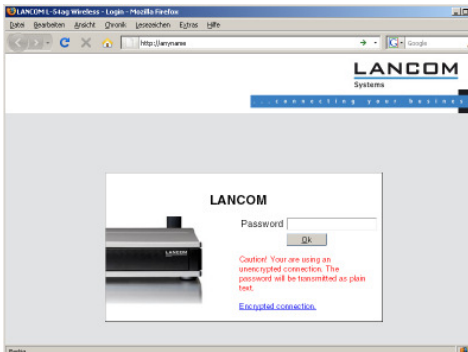 LANCOM L-54ag Wireless - Login - Mozilla Firefox
Datei Bearbeiten Ansicht Chronik Lesezeichen Extras Hilfe
http://anyname
Google
LANCOM
Systems
...connecting your busines
LANCOM
Password
Ok
LANCOM
Caution! Your are using an
unencrypted connection. The
password will be transmitted as plain
text.
Encrypted connection.
Fertig